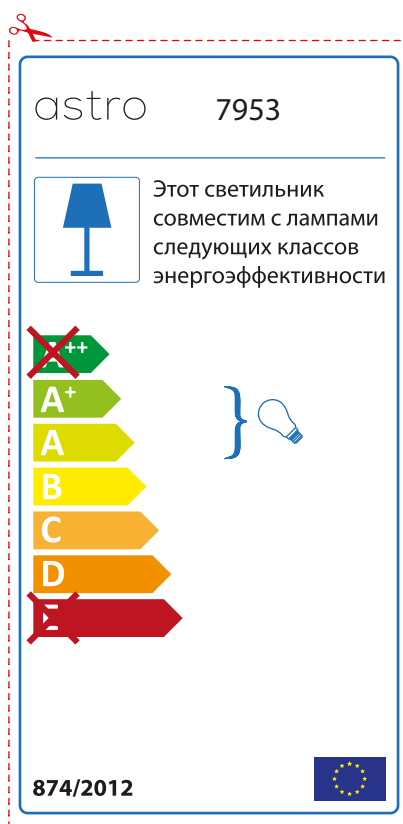 astro 7953
Этот светильник
совместим с лампами
следующих классов
энергоэффективности
A++
A+
A
B
C
D
E
874/2012